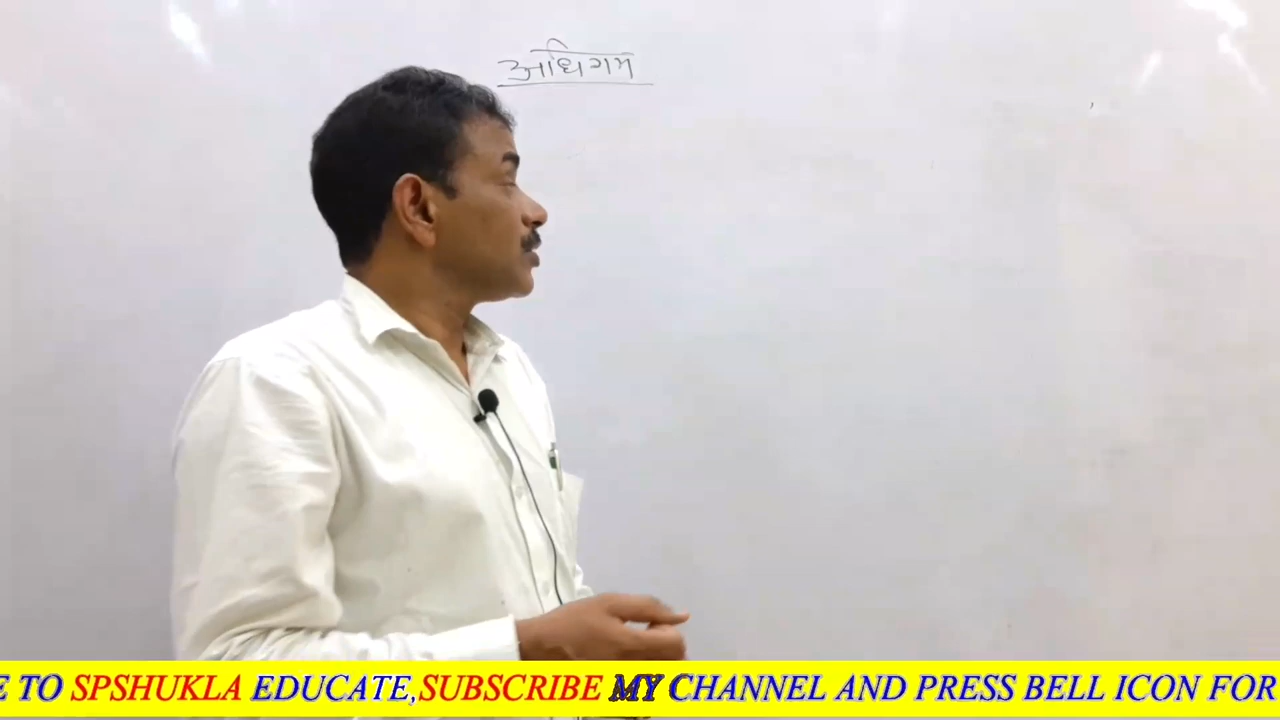 अधिगम
E TO SPSHUKLA EDUCATE,SUBSCRIBE MY CHANNEL AND PRESS BELL ICON FOR